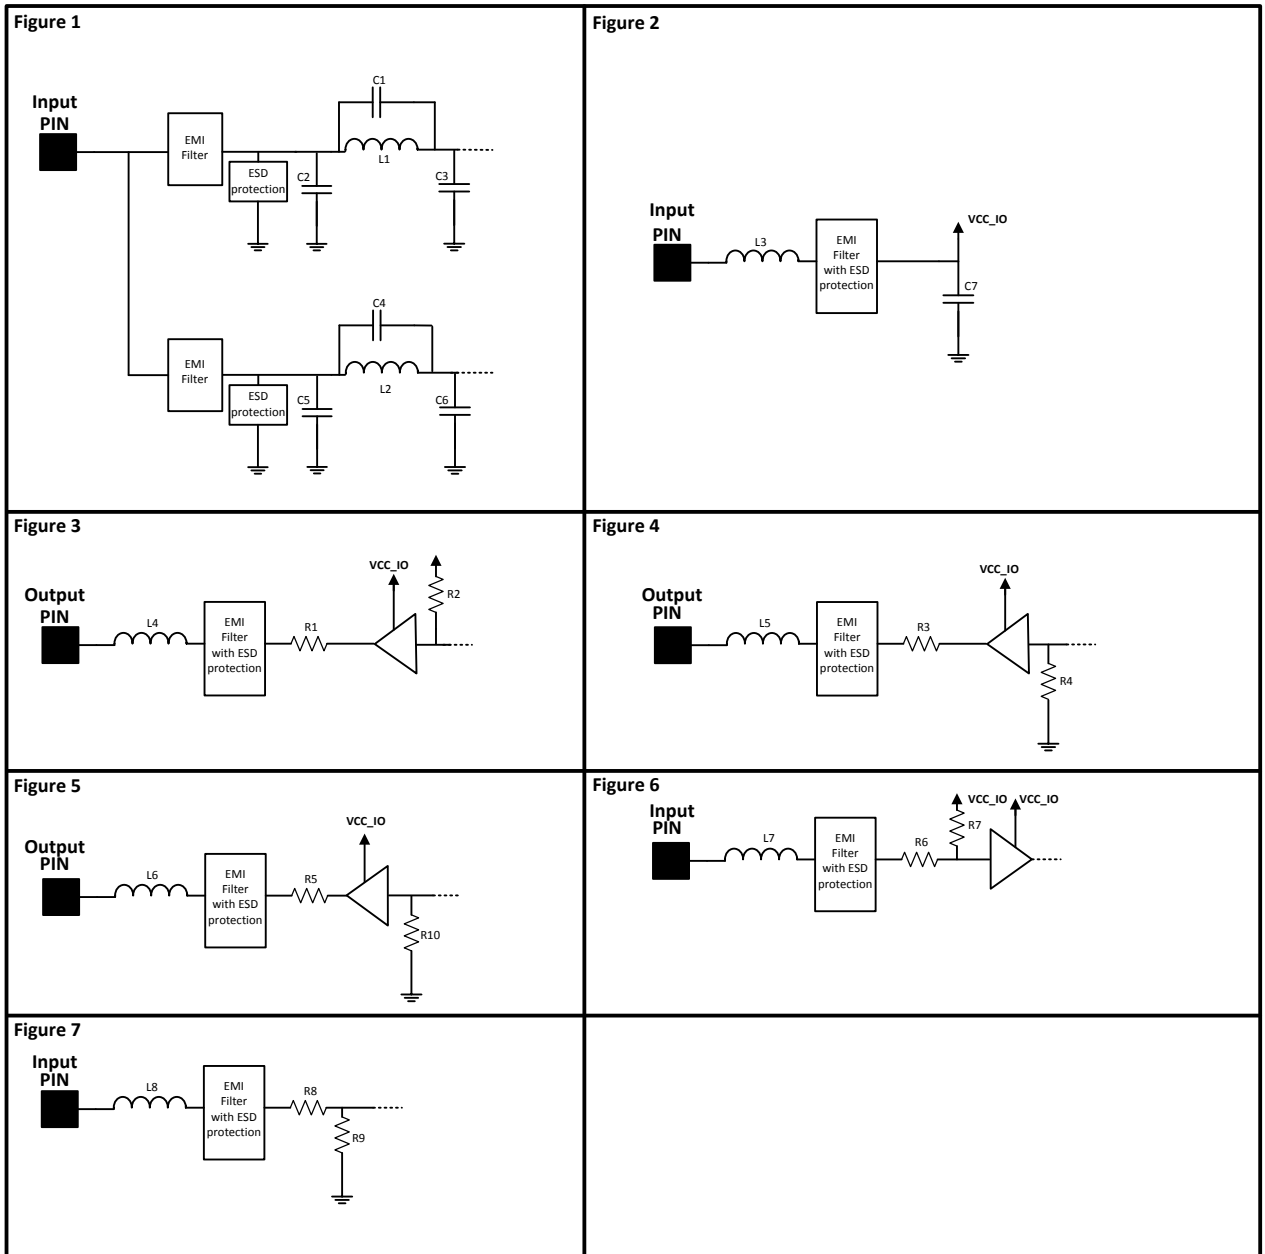 Figure 1
Input
PIN
EMI
Filter
ESD
protection
C2
C1
L1
C3
EMI
Filter
ESD
protection
C5
C4
L2
C6
Figure 2
Input
PIN
L3
EMI
Filter
with ESD
protection
VCC_IO
C7
Figure 3
Output
PIN
L4
EMI
Filter
with ESD
protection
R1
VCC_IO
R2
Figure 4
Output
PIN
L5
EMI
Filter
with ESD
protection
R3
VCC_IO
R4
Figure 5
Output
PIN
L6
EMI
Filter
with ESD
protection
R5
VCC_IO
R10
Figure 6
Input
PIN
L7
EMI
Filter
with ESD
protection
R6
VCC_IO
R7
VCC_IO
Figure 7
Input
PIN
L8
EMI
Filter
with ESD
protection
R8
R9